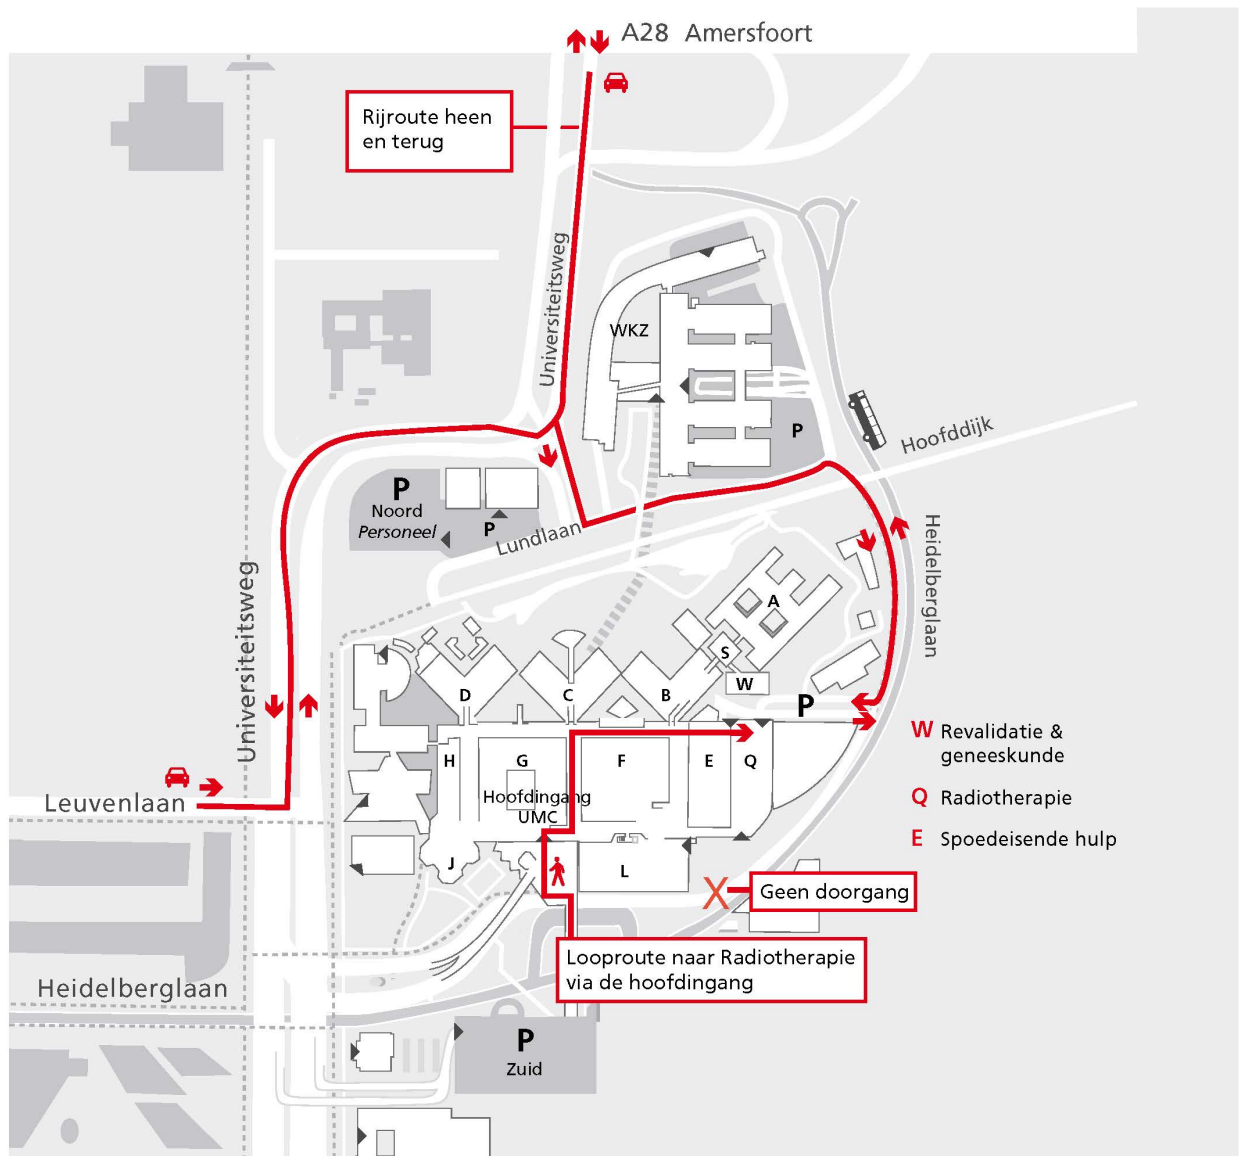 A28 Amersfoort
Rijroute heen
en terug
Universiteitsweg
WKZ
P
Hoofddijk
P
Noord
Personeel
P
Lundlaan
Heidelberglaan
Universiteitsweg
A
S
W
D
C
B
P
H
G
F
E
Q
Hoofdingang
UMC
J
L
W Revalidatie &
geneeskunde
Q Radiotherapie
E Spoedeisende hulp
Leuvenlaan
X
Geen doorgang
Looproute naar Radiotherapie
via de hoofdingang
Heidelberglaan
P
Zuid